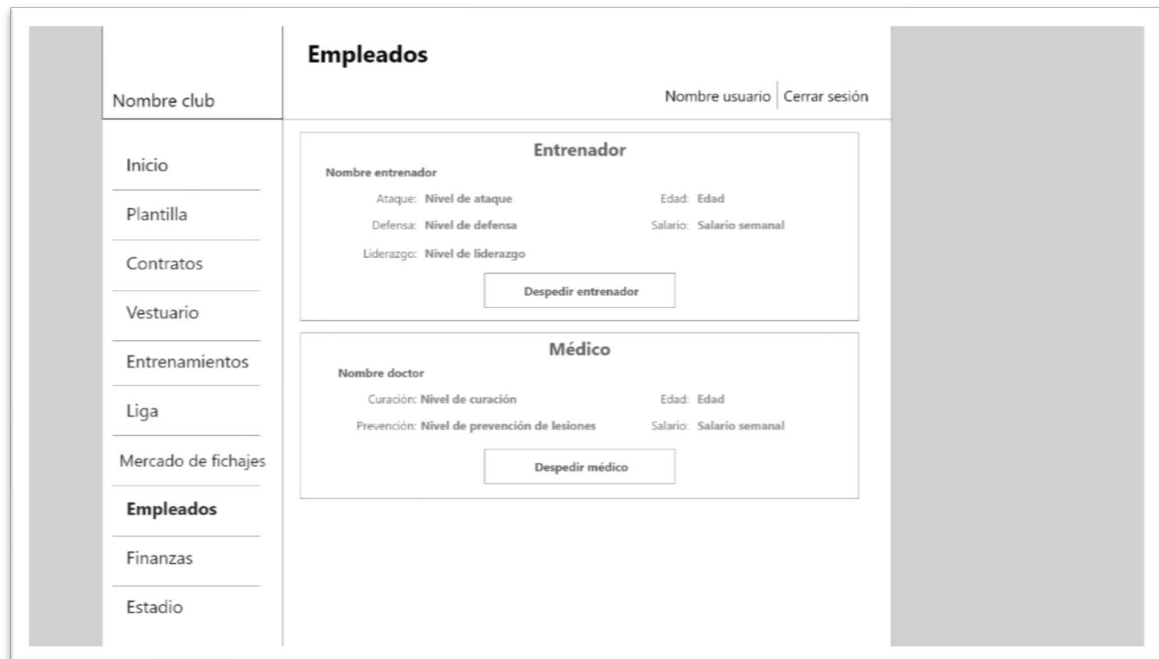 Empleados
Nombre club
Nombre usuario Cerrar sesión
Inicio
Plantilla
Contratos
Vestuario
Entrenamientos
Liga
Mercado de fichajes
Empleados
Finanzas
Estadio
Entrenador
Nombre entrenador
Ataque: Nivel de ataque Edad: Edad
Defensa: Nivel de defensa Salario: Salario semanal
Liderazgo: Nivel de liderazgo
Despedir entrenador
Médico
Nombre doctor
Curación: Nivel de curación Edad: Edad
Prevención: Nivel de prevención de lesiones Salario: Salario semanal
Despedir médico